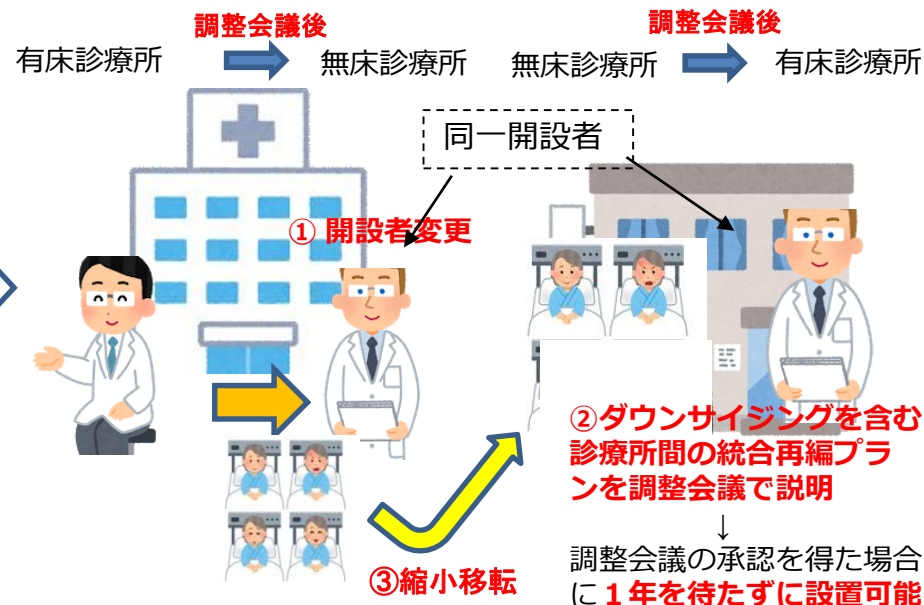 調整会議後
有床診療所
無床診療所
調整会議後
無床診療所
有床診療所
同一開設者
① 開設者変更
②ダウンサイジングを含む
診療所間の統合再編プラ
ンを調整会議で説明
↓
調整会議の承認を得た場合
に１年を待たずに設置可能
③縮小移転